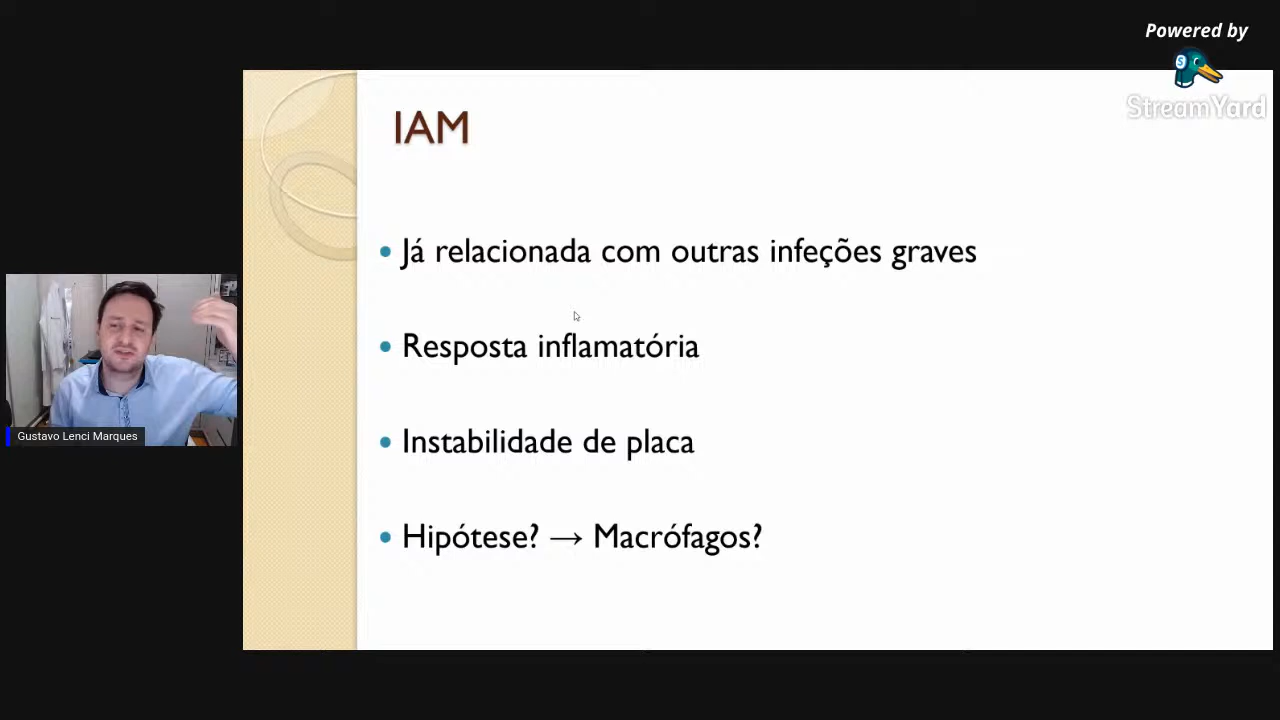 Powered by
StreamYard
IAM
Já relacionada com outras infeções graves
Resposta inflamatória
Instabilidade de placa
Hipótese? → Macrófagos?
Gustavo Lenci Marques